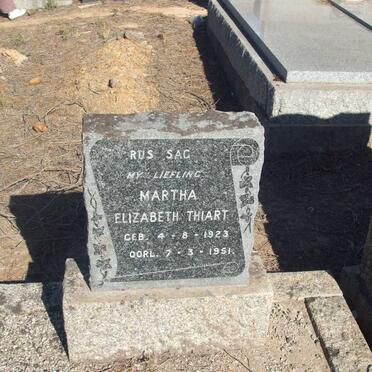 RUS SAG
MY LIEFLING
MARTHA
ELIZABETH THIART
GEB. 4 - 8 - 1923
OORL. 7 - 3 - 1951.